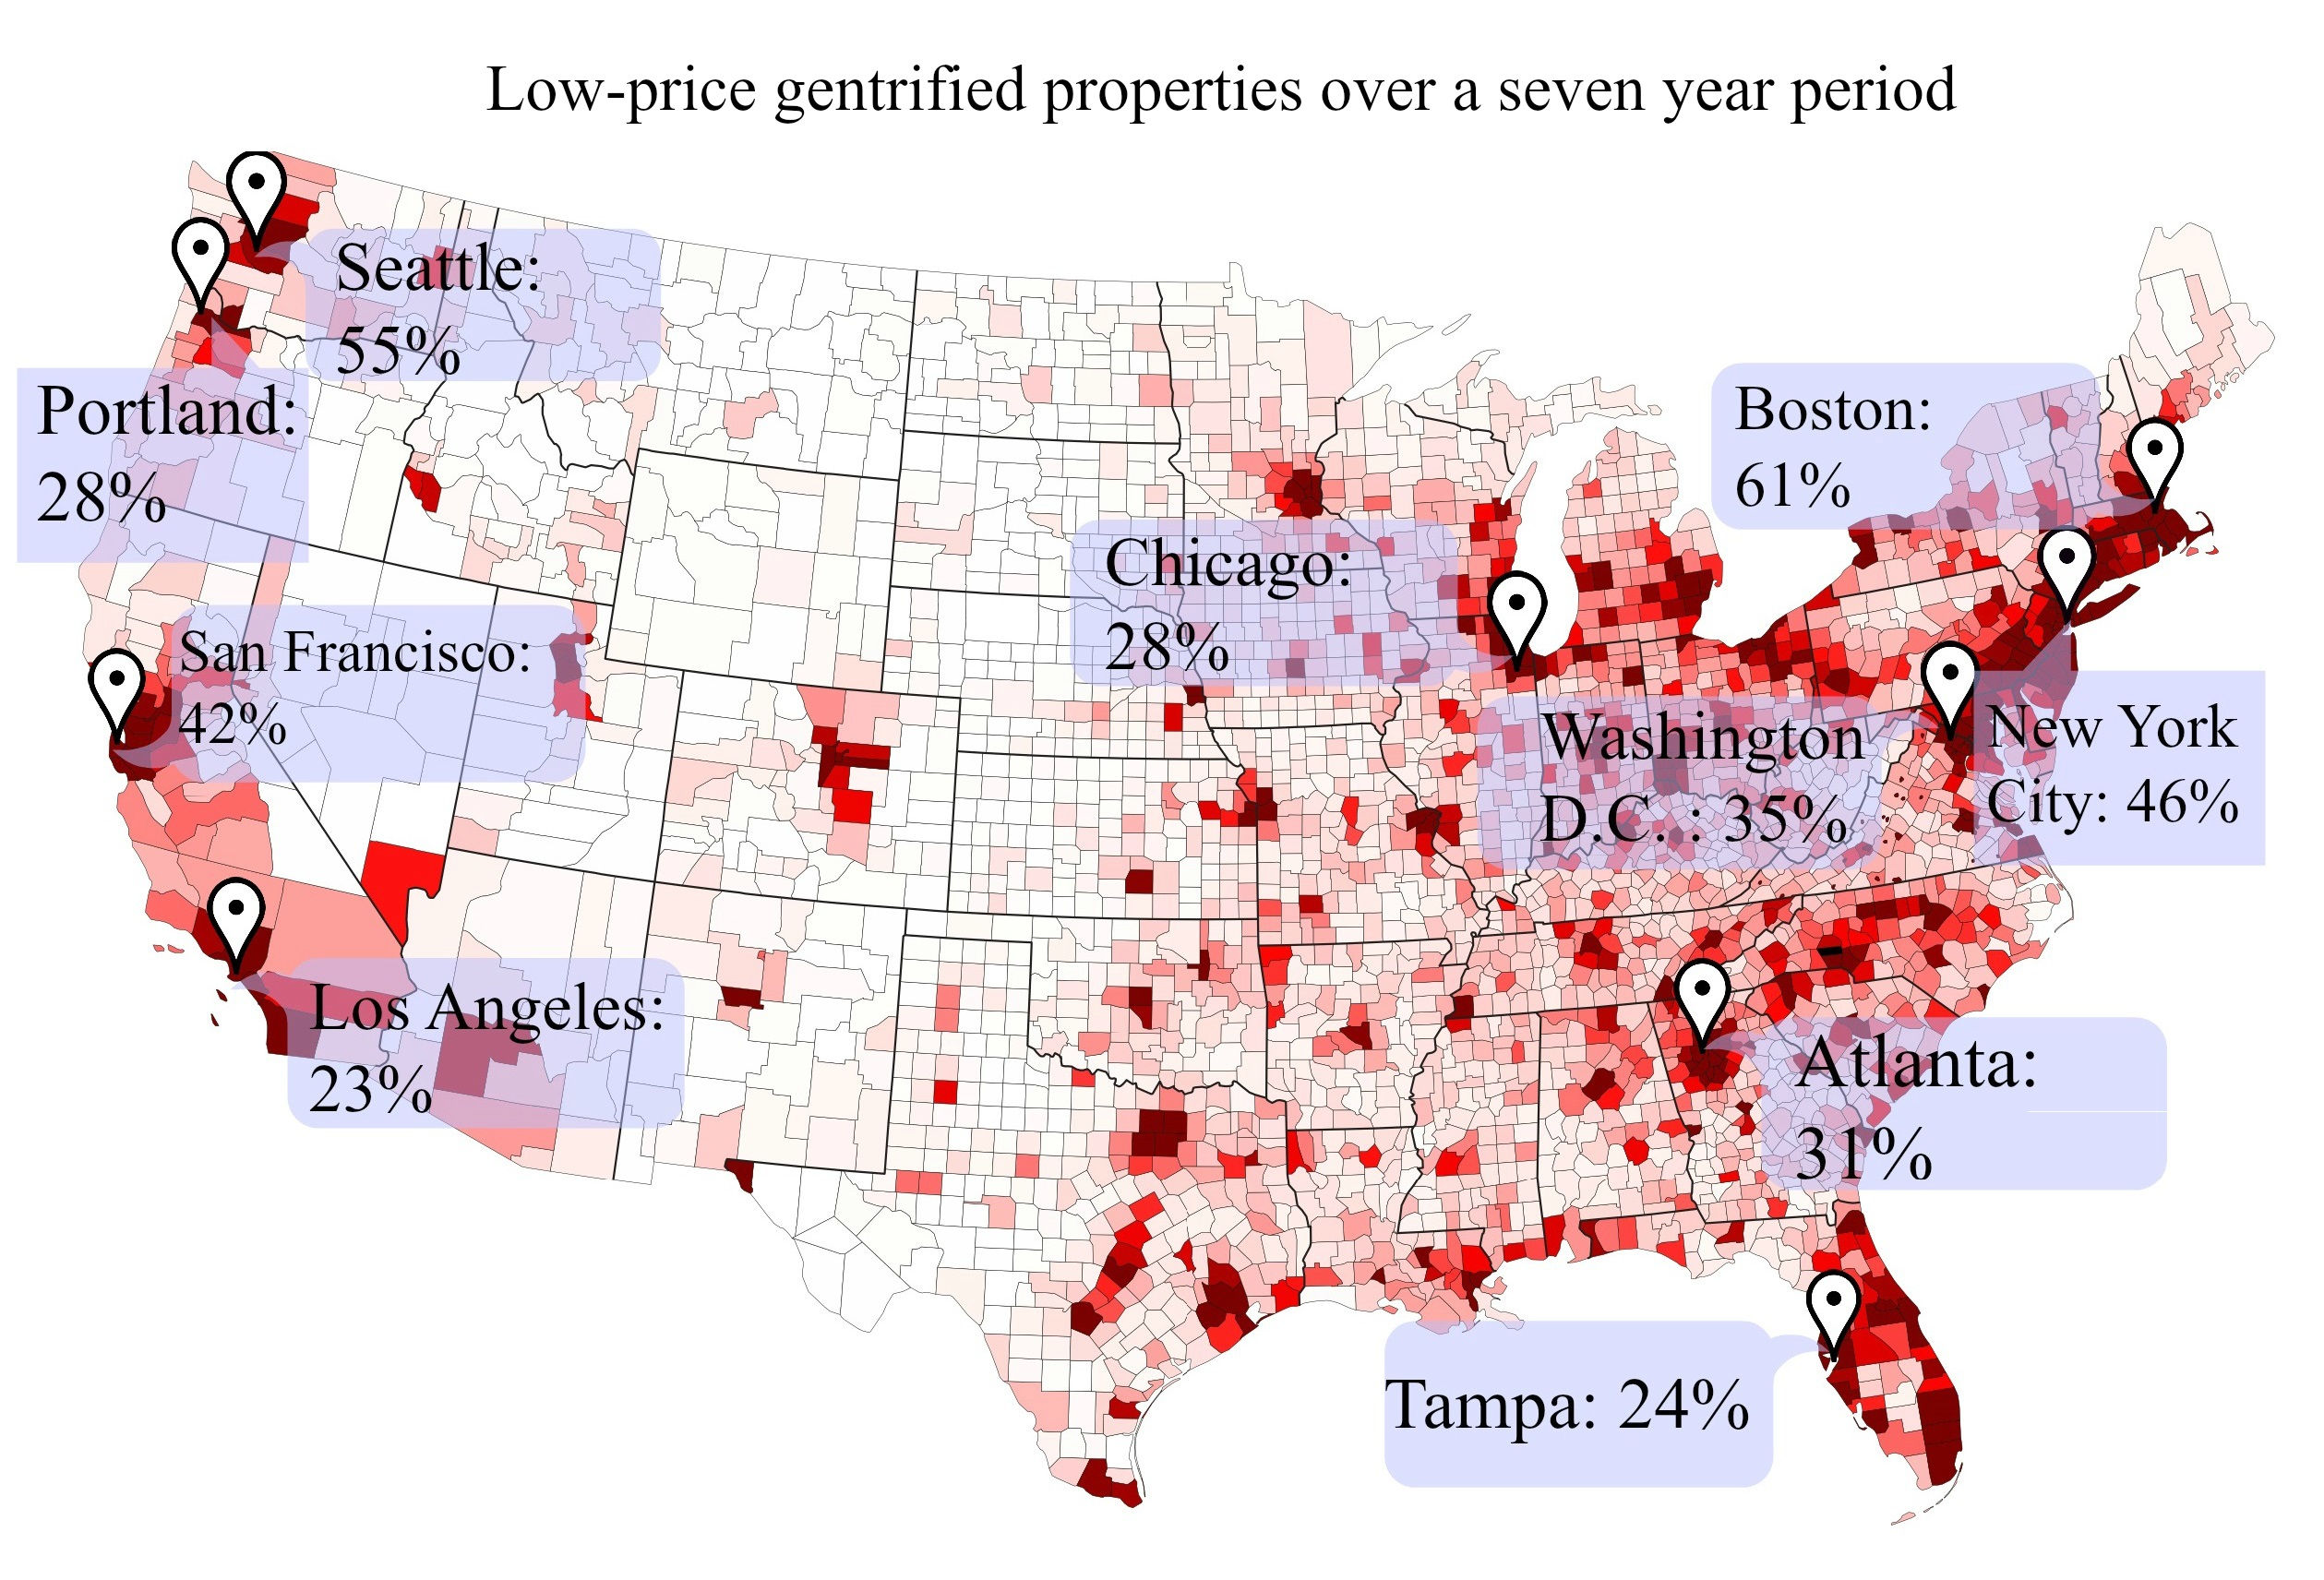 Low-price gentrified properties over a seven year period
Seattle:
55%
Portland:
28%
Boston:
61%
Chicago:
28%
San Francisco:
42%
Washington
D.C. : 35%
New York
City: 46%
Los Angeles:
23%
Atlanta:
31%
Tampa: 24%